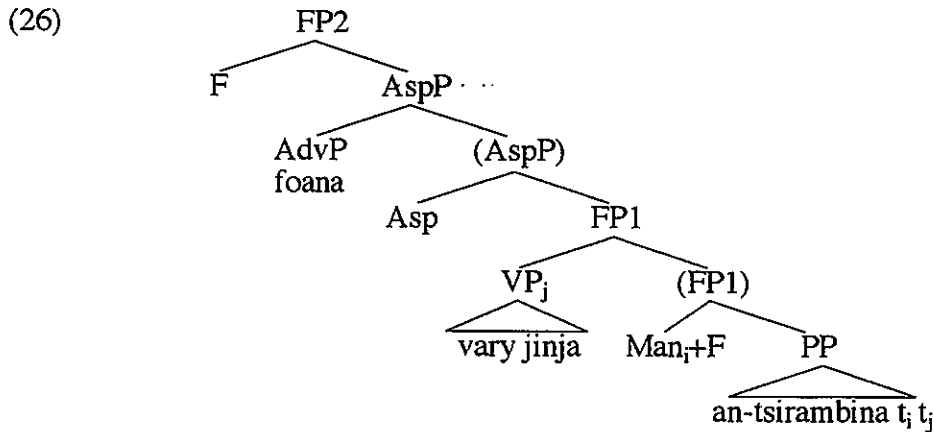 (26) FP2
F AspP
AdvP (AspP)
foana
Asp FP1
VPj (FP1)
vary jinja Mani+F PP
an-tsirambina ti tj